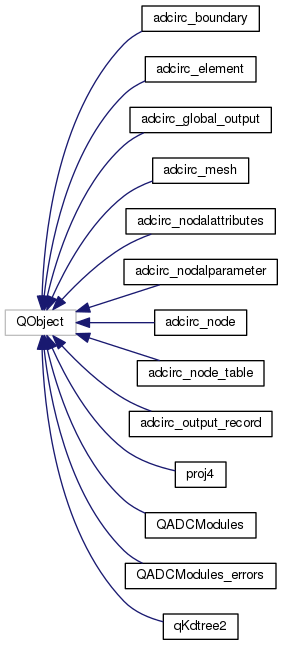 adcirc_boundary
adcirc_element
adcirc_global_output
adcirc_mesh
adcirc_nodalattributes
adcirc_nodalparameter
QObject
adcirc_node
adcirc_node_table
adcirc_output_record
proj4
QADCModules
QADCModules_errors
qKdtree2